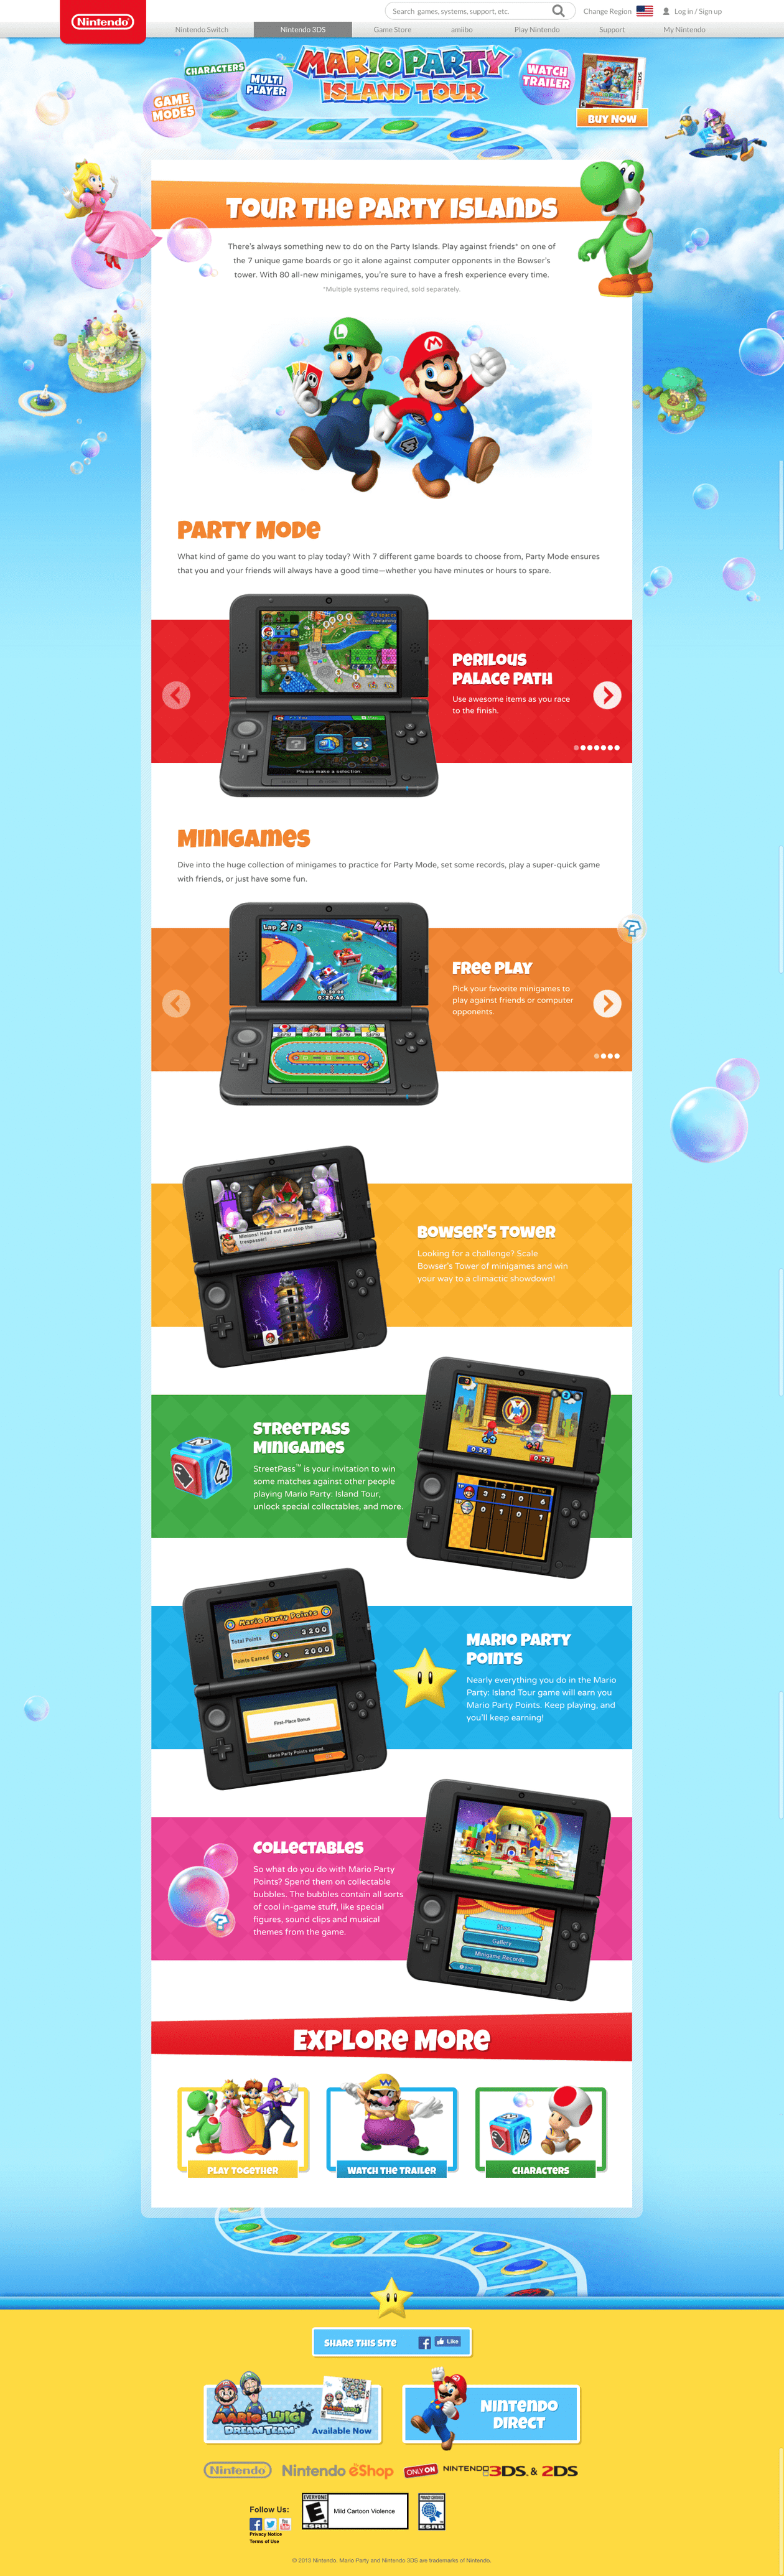 Nintendo
Search games, systems, support, etc.
Change Region
Log in / Sign up
Nintendo Switch
Nintendo 3DS
Game Store
amiibo
Play Nintendo
Support
My Nintendo
GAME MODES
CHARACTERS
MULTI PLAYER
MARIO PARTY
ISLAND TOUR
WATCH TRAILER
BUY NOW
TOUR THE PARTY ISLANDS
There's always something new to do on the Party Islands. Play against friends* on one of
the 7 unique game boards or go it alone against computer opponents in the Bowser's
tower. With 80 all-new minigames, you're sure to have a fresh experience every time.
*Multiple systems required, sold separately.
PARTY MODE
What kind of game do you want to play today? With 7 different game boards to choose from, Party Mode ensures
that you and your friends will always have a good time—whether you have minutes or hours to spare.
Please make a selection.
PERILOUS
PALACE PATH
Use awesome items as you race
to the finish.
MINIGAMES
Dive into the huge collection of minigames to practice for Party Mode, set some records, play a super-quick game
with friends, or just have some fun.
Lap 2/3
4th
0:20.46
FREE PLAY
Pick your favorite minigames to
play against friends or computer
opponents.
Minions! Head out and stop the
trespasser!
BOWSER'S TOWER
Looking for a challenge? Scale
Bowser's Tower of minigames and win
your way to a climactic showdown!
STREETPASS
MINIGAMES
StreetPass™ is your invitation to win
some matches against other people
playing Mario Party: Island Tour,
unlock special collectables, and more.
0:36
0:33
3 3 0 6
0 1 0 1
Mario Party Points
Total Points 3200
Points Earned + 2000
First-Place Bonus
Mario Party Points earned.
MARIO PARTY
POINTS
Nearly everything you do in the Mario
Party: Island Tour game will earn you
Mario Party Points. Keep playing, and
you'll keep earning!
COLLECTABLES
So what do you do with Mario Party
Points? Spend them on collectable
bubbles. The bubbles contain all sorts
of cool in-game stuff, like special
figures, sound clips and musical
themes from the game.
Gallery
Minigame Records
EXPLORE MORE
PLAY TOGETHER
WATCH THE TRAILER
CHARACTERS
SHARE THIS SITE
Like
MARIO & LUIGI
DREAM TEAM
Available Now
NINTENDO
DIRECT
Nintendo
Nintendo eShop
ONLY ON
NINTENDO 3DS & 2DS
Follow Us:
Privacy Notice
Terms of Use
EVERYONE
E
ESRB
Mild Cartoon Violence
PRIVACY CERTIFIED
ESRB
© 2013 Nintendo. Mario Party and Nintendo 3DS are trademarks of Nintendo.